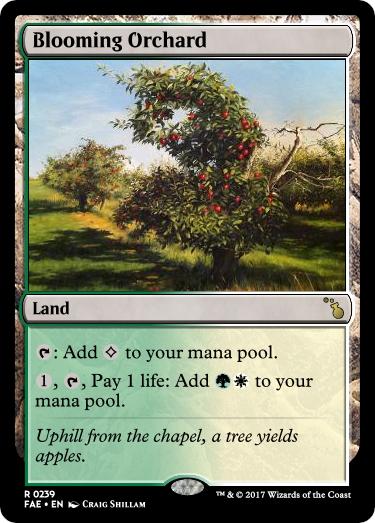 Blooming Orchard
Land
: Add to your mana pool.
1, , Pay 1 life: Add to your
mana pool.
Uphill from the chapel, a tree yields
apples.
R 0239
FAE • EN Craig Shillam
™ & © 2017 Wizards of the Coast